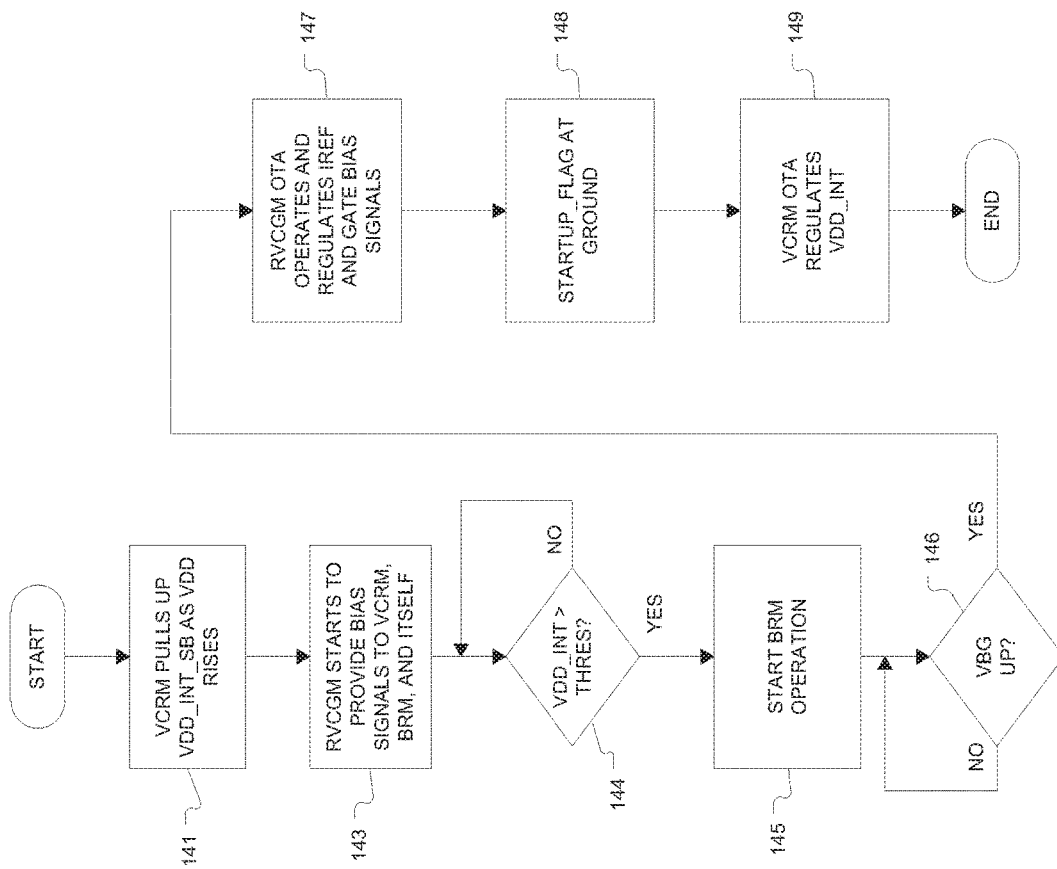 START
VCRM PULLS UP
VDD_INT_SB AS VDD
RISES
141
RVCGM STARTS TO
PROVIDE BIAS
SIGNALS TO VCRM,
BRM, AND ITSELF
143
VDD_INT >
THRES?
NO
YES
144
START BRM
OPERATION
145
VBG
UP?
NO
YES
146
RVCGM OTA
OPERATES AND
REGULATES IREF
AND GATE BIAS
SIGNALS
147
STARTUP_FLAG AT
GROUND
148
VCRM OTA
REGULATES
VDD_INT
149
END